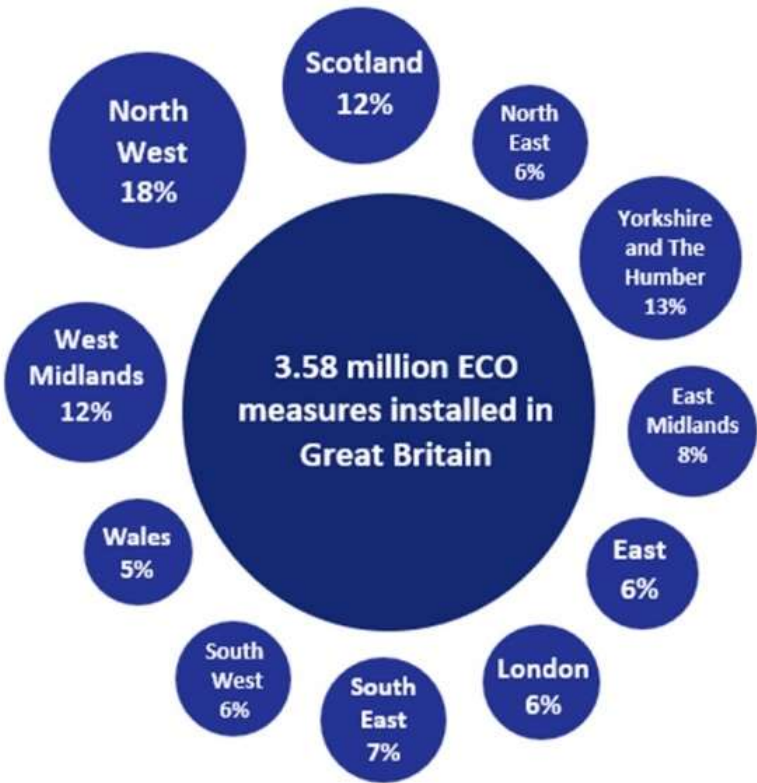 Scotland
12%
North
West
18%
North
East
6%
Yorkshire
and The
Humber
13%
West
Midlands
12%
3.58 million ECO
measures installed in
Great Britain
East
Midlands
8%
Wales
5%
East
6%
South
West
6%
South
East
7%
London
6%